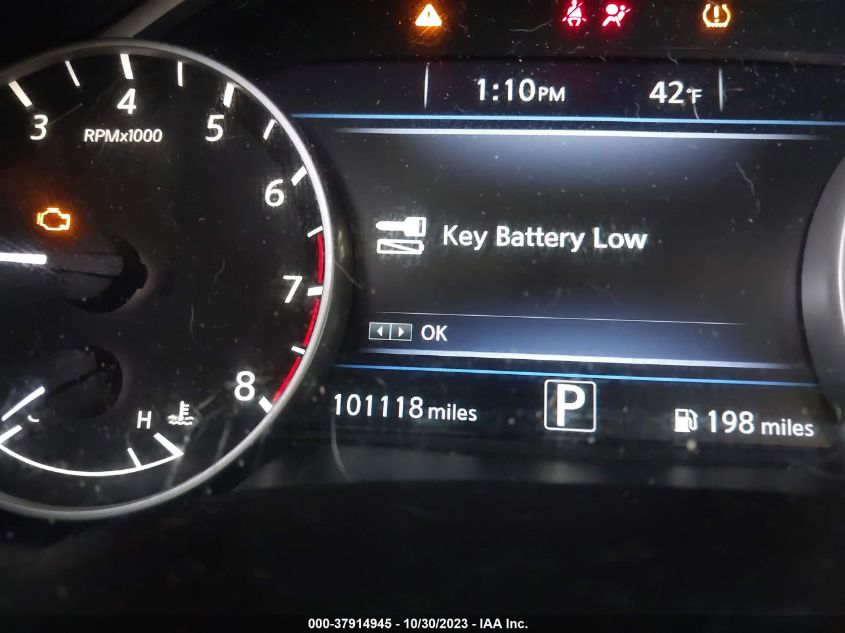 1:10PM 42°F
3 4 5 6 7 8
RPMx1000
Key Battery Low
OK
H
C
101118 miles P 198 miles
000-37914945 - 10/30/2023 - IAA Inc.